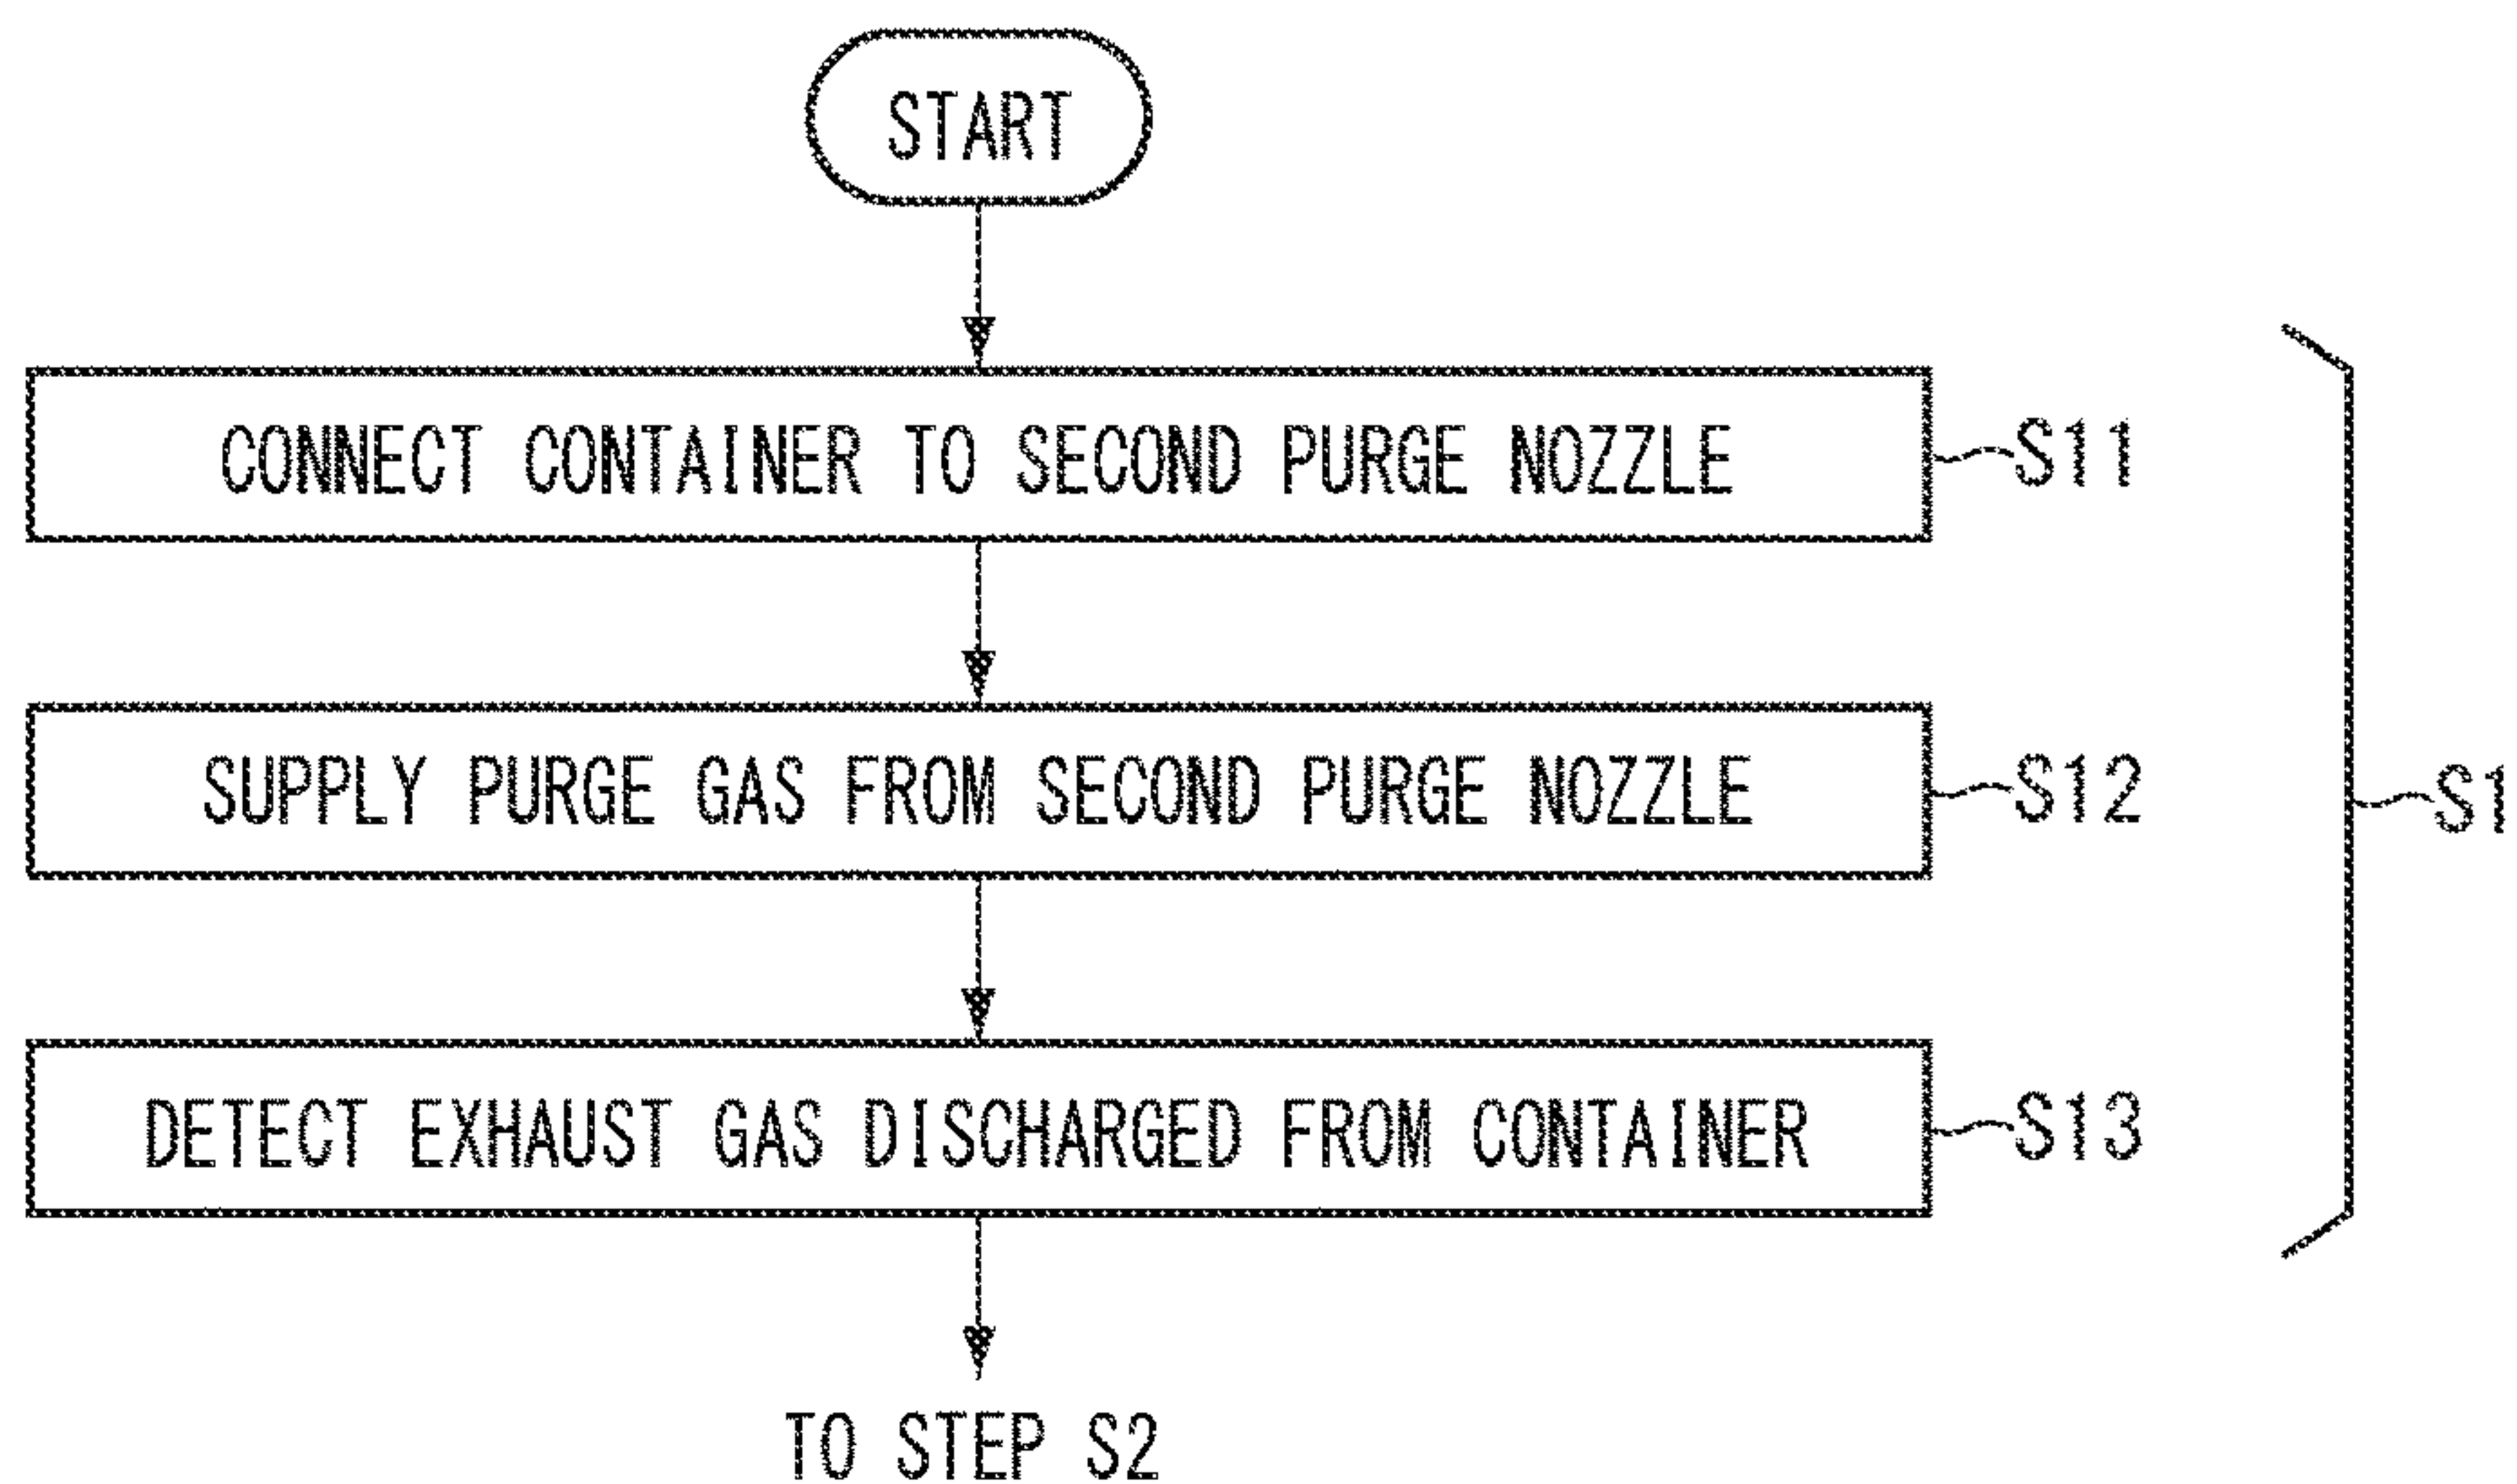 START
CONNECT CONTAINER TO SECOND PURGE NOZZLE
S11
SUPPLY PURGE GAS FROM SECOND PURGE NOZZLE
S12
S1
DETECT EXHAUST GAS DISCHARGED FROM CONTAINER
S13
TO STEP S2